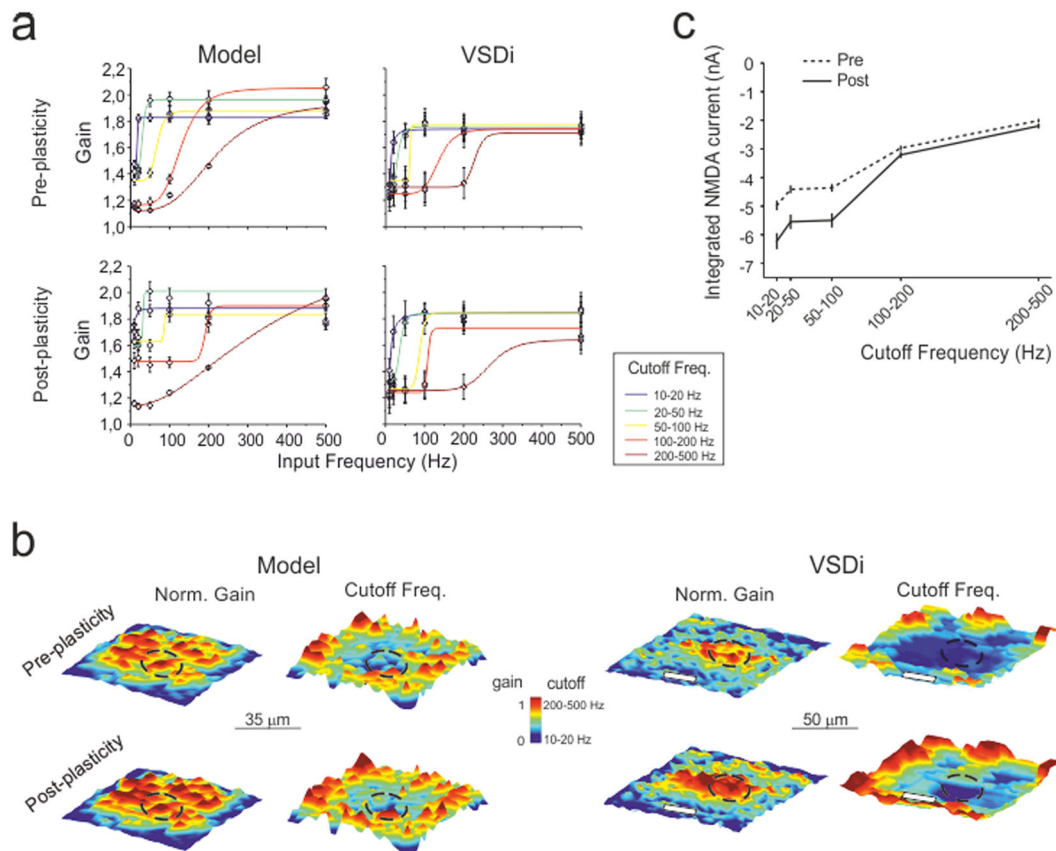 a
Model
VSDi
Pre-plasticity
Gain
2,2
2,0
1,8
1,6
1,4
1,2
1,0
Post-plasticity
Gain
2,2
2,0
1,8
1,6
1,4
1,2
1,0
0 100 200 300 400 500
0 100 200 300 400 500
Input Frequency (Hz)
Cutoff Freq.
10-20 Hz
20-50 Hz
50-100 Hz
100-200 Hz
200-500 Hz
c
Pre
Post
Integrated NMDA current (nA)
0
-1
-2
-3
-4
-5
-6
-7
10-20
20-50
50-100
100-200
200-500
Cutoff Frequency (Hz)
b
Model
VSDi
Norm. Gain
Cutoff Freq.
Norm. Gain
Cutoff Freq.
Pre-plasticity
gain cutoff
1 200-500 Hz
0 10-20 Hz
35 μm
50 μm
Post-plasticity